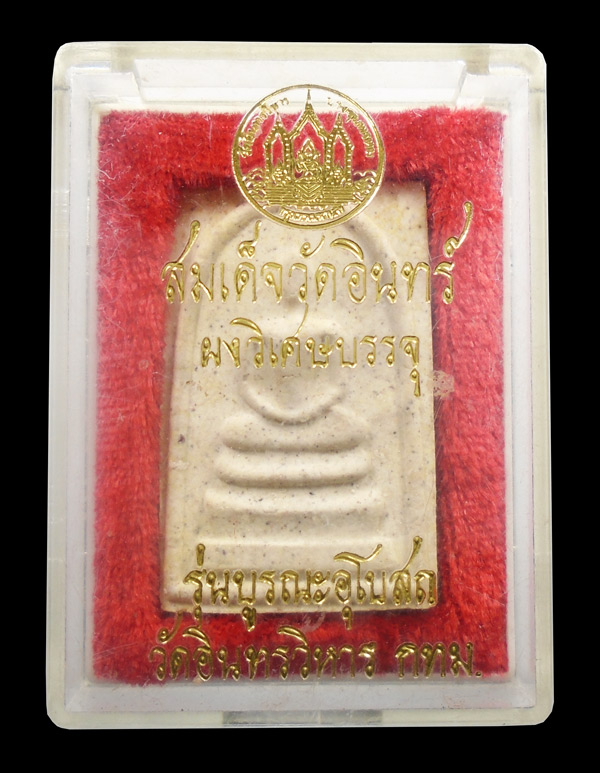 สมเด็จวัดอินทร์
ผงวิเศษบรรจุ
รุ่นบูรณะอุโบสถ
วัดอินทรวิหาร กทม.